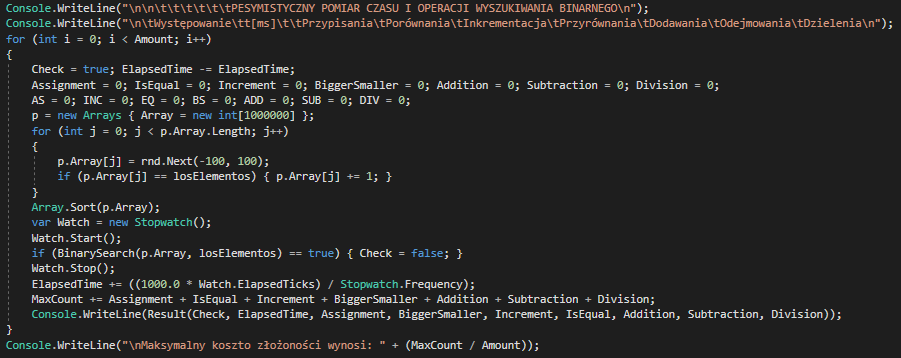 Console.WriteLine("\n\n\t\t\t\t\t\tPESYMISTYCZNY POMIAR CZASU I OPERACJI WYSZUKIWANIA BINARNEGO\n");
Console.WriteLine("\n\tWystępowanie\tt[ms]\t\tPrzypisania\tPorównania\tInkrementacja\tPrzyrównania\tDodawania\tOdejmowania\tDzielenia\n");
for (int i = 0; i < Amount; i++)
{
Check = true; ElapsedTime -= ElapsedTime;
Assignment = 0; IsEqual = 0; Increment = 0; BiggerSmaller = 0; Addition = 0; Subtraction = 0; Division = 0;
AS = 0; INC = 0; EQ = 0; BS = 0; ADD = 0; SUB = 0; DIV = 0;
p = new Arrays { Array = new int[1000000] };
for (int j = 0; j < p.Array.Length; j++)
{
p.Array[j] = rnd.Next(-100, 100);
if (p.Array[j] == losElementos) { p.Array[j] += 1; }
}
Array.Sort(p.Array);
var Watch = new Stopwatch();
Watch.Start();
if (BinarySearch(p.Array, losElementos) == true) { Check = false; }
Watch.Stop();
ElapsedTime += ((1000.0 * Watch.ElapsedTicks) / Stopwatch.Frequency);
MaxCount += Assignment + IsEqual + Increment + BiggerSmaller + Addition + Subtraction + Division;
Console.WriteLine(Result(Check, ElapsedTime, Assignment, BiggerSmaller, Increment, IsEqual, Addition, Subtraction, Division));
}
Console.WriteLine("\nMaksymalny koszto złożoności wynosi: " + (MaxCount / Amount));